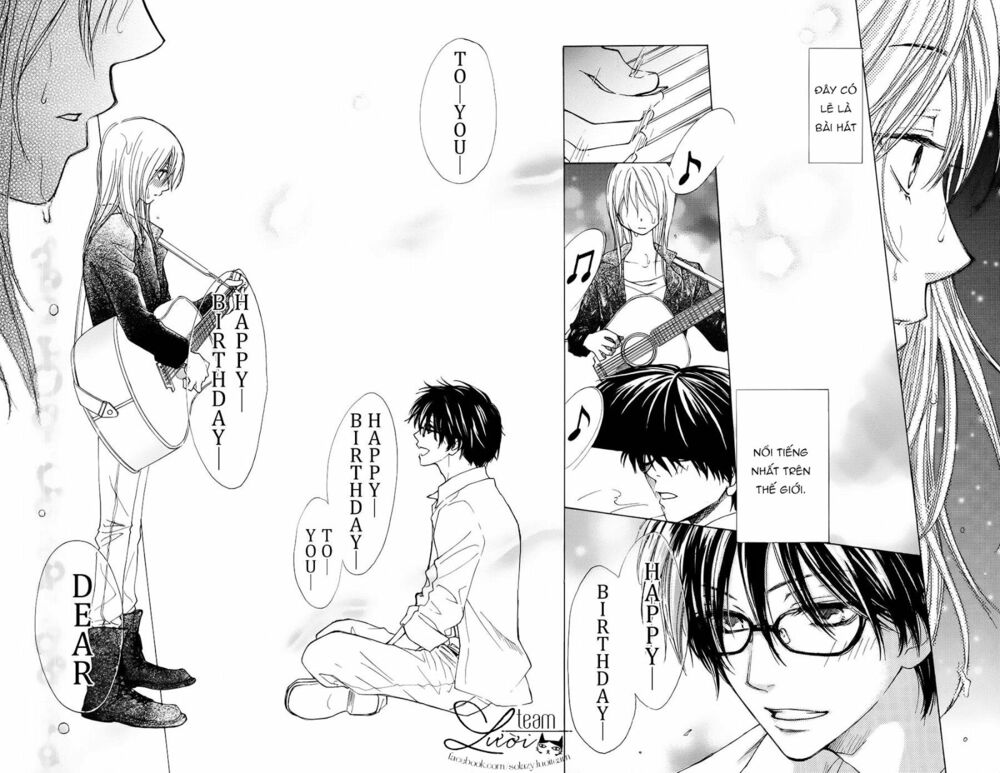 ĐÂY CÓ
LẼ LÀ
BÀI HÁT
NỔI TIẾNG
NHẤT TRÊN
THẾ GIỚI.
HAPPY—
BIRTHDAY—
TO—YOU—
HAPPY—
BIRTHDAY—
TO—
YOU—
HAPPY—
BIRTHDAY—
DEAR
team
Lười